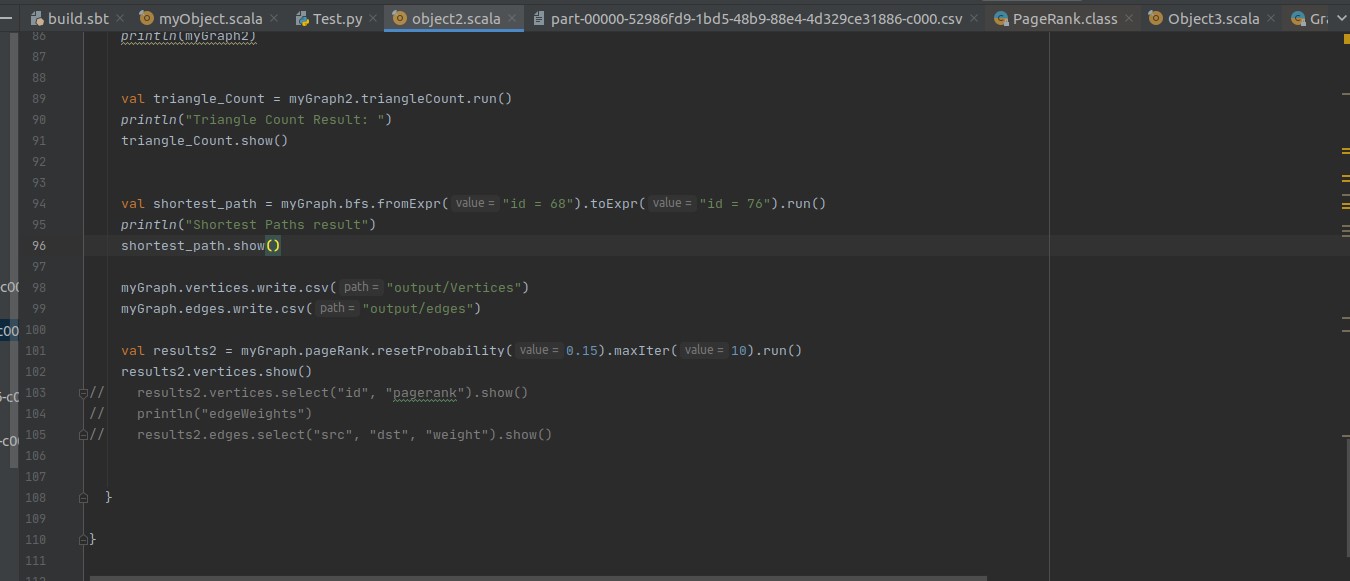 build.sbt myObject.scala Test.py object2.scala part-00000-52986fd9-1bd5-48b9-88e4-4d329ce31886-c000.csv PageRank.class Object3.scala Gr
86 println(myGraph2)
87
88
89 val triangle_Count = myGraph2.triangleCount.run()
90 println("Triangle Count Result: ")
91 triangle_Count.show()
92
93
94 val shortest_path = myGraph.bfs.fromExpr( value = "id = 68").toExpr( value = "id = 76").run()
95 println("Shortest Paths result")
96 shortest_path.show()
97
98 myGraph.vertices.write.csv( path = "output/Vertices")
99 myGraph.edges.write.csv( path = "output/edges")
100
101 val results2 = myGraph.pageRank.resetProbability( value = 0.15).maxIter( value = 10).run()
102 results2.vertices.show()
103 // results2.vertices.select("id", "pagerank").show()
104 // println("edgeWeights")
105 // results2.edges.select("src", "dst", "weight").show()
106
107
108 }
109
110 }
111